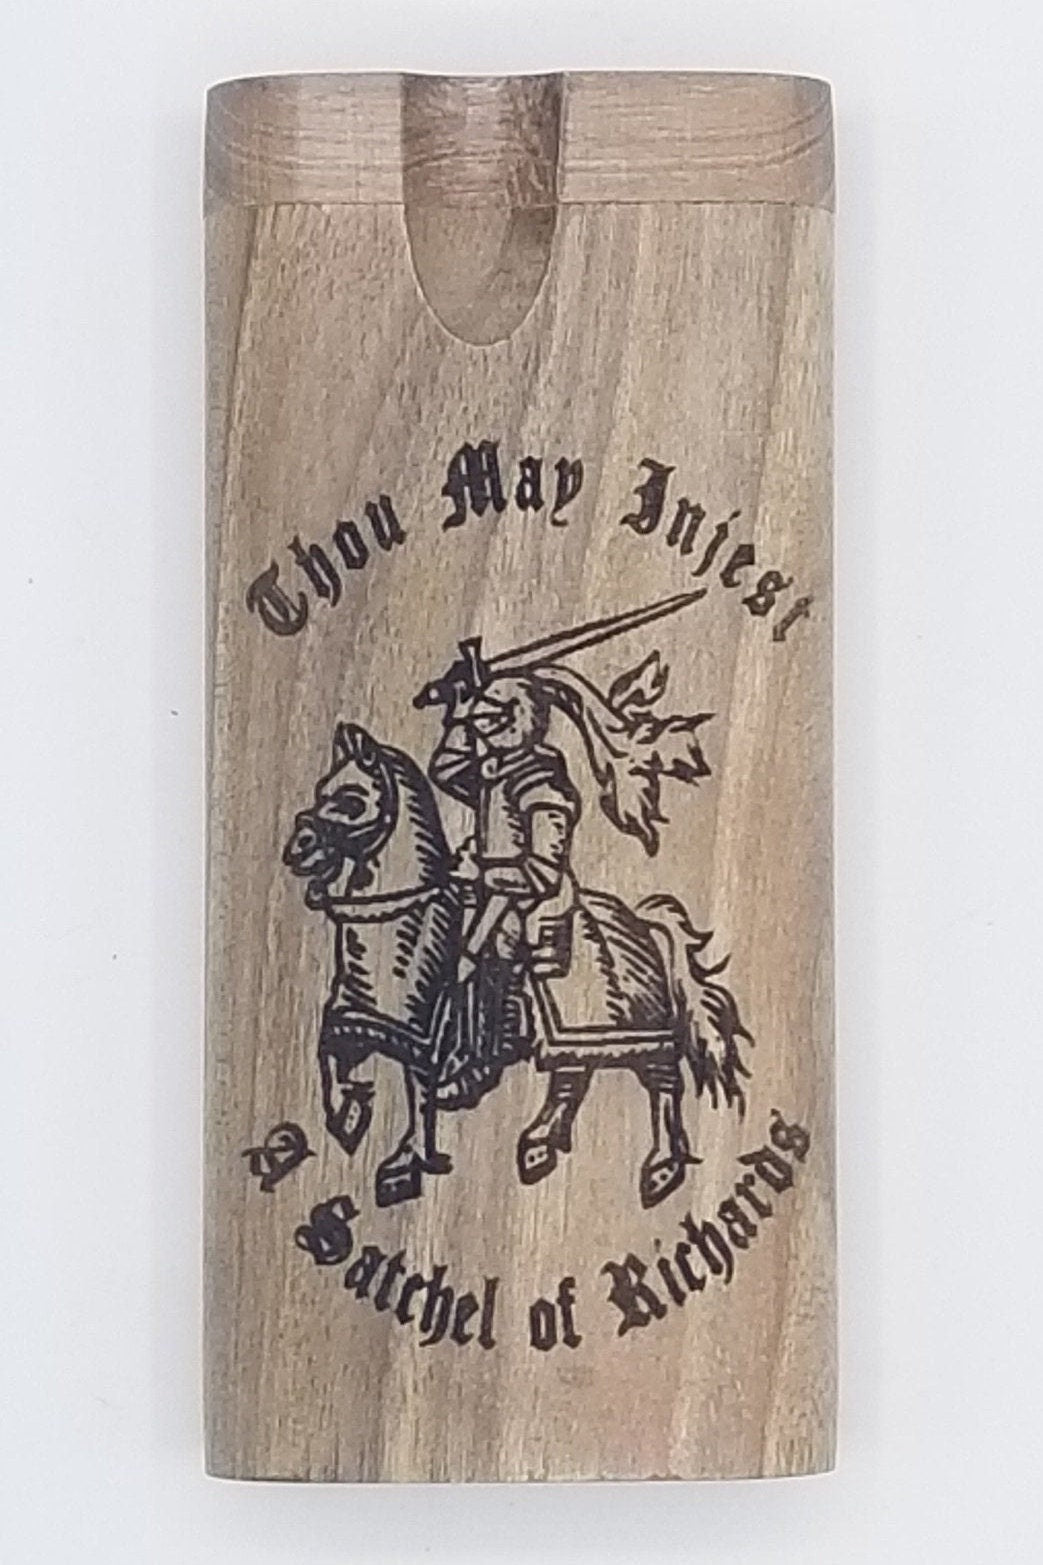 Thou May Injest
A Satchel of Richards